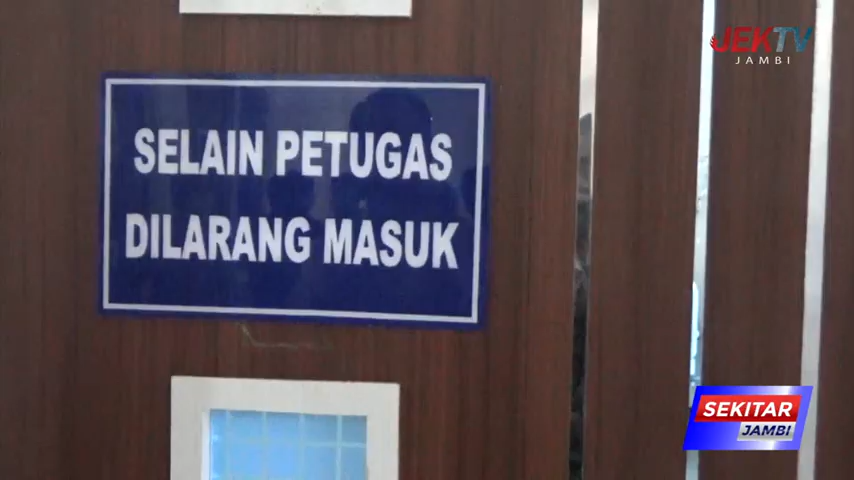 JEKTV
JAMBI
SELAIN PETUGAS
DILARANG MASUK
SEKITAR
JAMBI